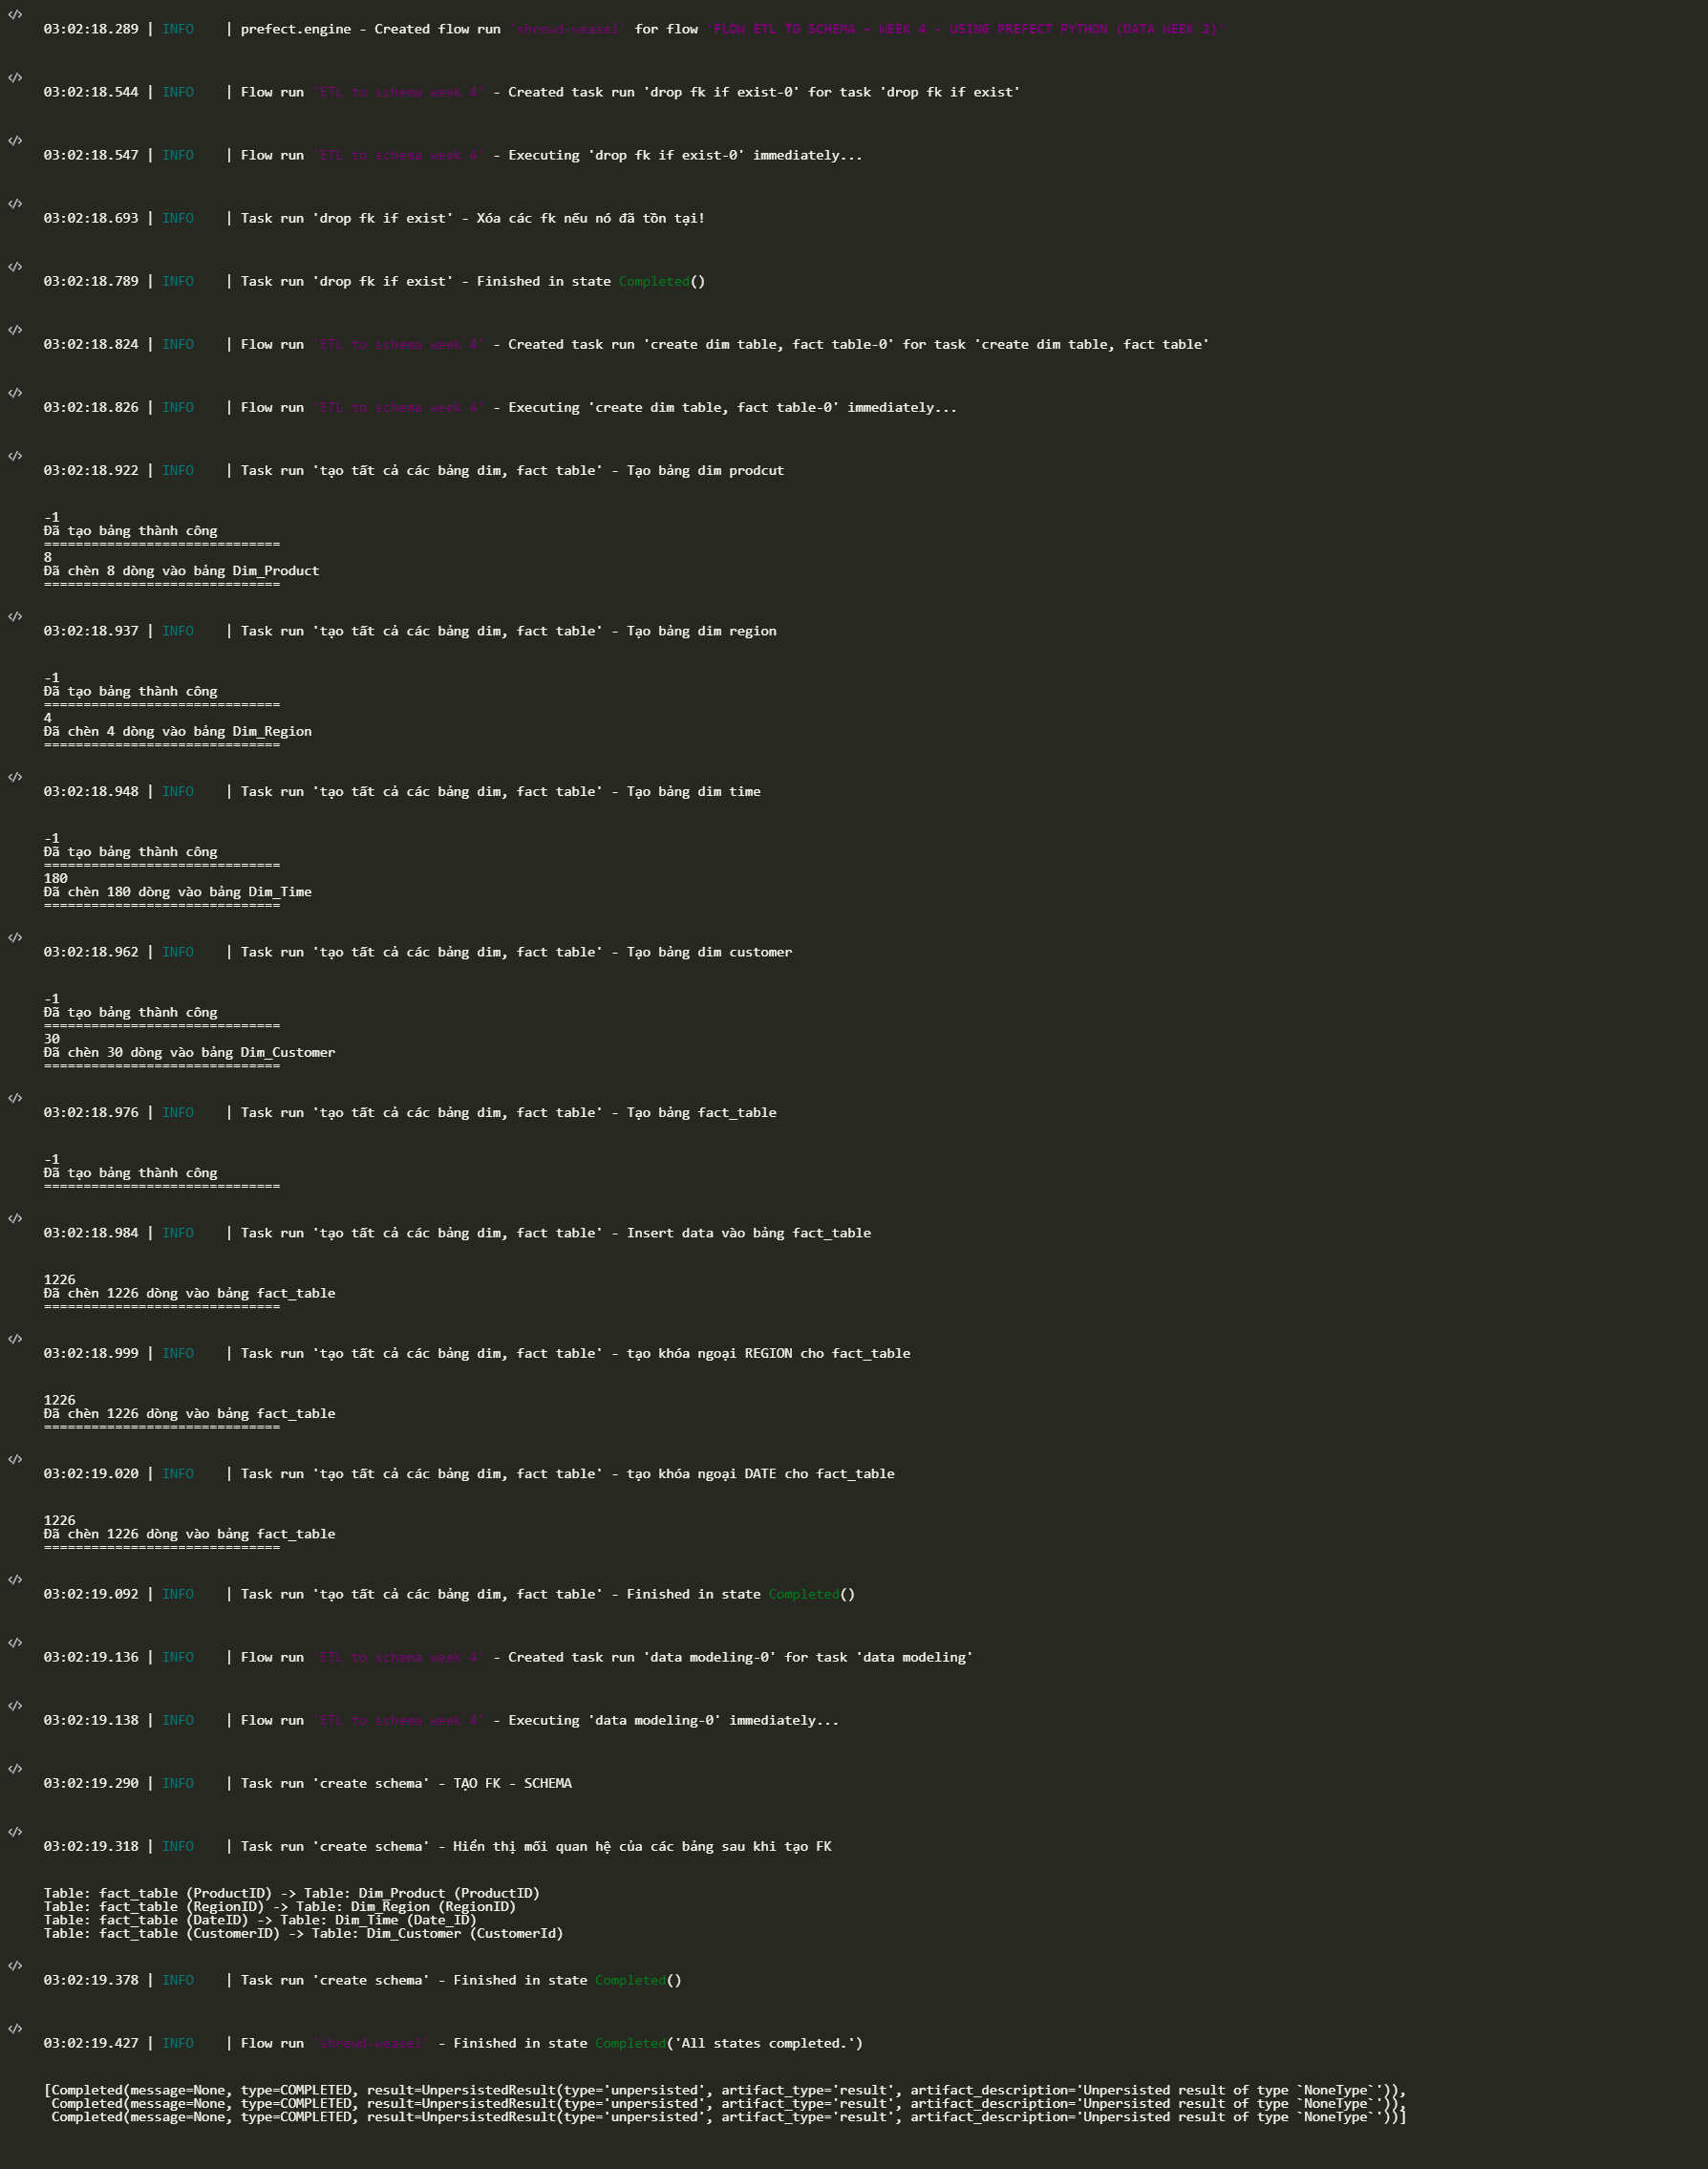 03:02:18.289 | INFO    | prefect.engine - Created flow run 'shrewd-weasel' for flow 'FLOW ETL TO SCHEMA - WEEK 4 - USING PREFECT PYTHON (DATA WEEK 2)'
03:02:18.544 | INFO    | Flow run 'ETL to schema week 4' - Created task run 'drop fk if exist-0' for task 'drop fk if exist'
03:02:18.547 | INFO    | Flow run 'ETL to schema week 4' - Executing 'drop fk if exist-0' immediately...
03:02:18.693 | INFO    | Task run 'drop fk if exist' - Xóa các fk nếu nó đã tồn tại!
03:02:18.789 | INFO    | Task run 'drop fk if exist' - Finished in state Completed()
03:02:18.824 | INFO    | Flow run 'ETL to schema week 4' - Created task run 'create dim table, fact table-0' for task 'create dim table, fact table'
03:02:18.826 | INFO    | Flow run 'ETL to schema week 4' - Executing 'create dim table, fact table-0' immediately...
03:02:18.922 | INFO    | Task run 'tạo tất cả các bảng dim, fact table' - Tạo bảng dim prodcut
-1
Đã tạo bảng thành công
==============================
8
Đã chèn 8 dòng vào bảng Dim_Product
==============================
03:02:18.937 | INFO    | Task run 'tạo tất cả các bảng dim, fact table' - Tạo bảng dim region
-1
Đã tạo bảng thành công
==============================
4
Đã chèn 4 dòng vào bảng Dim_Region
==============================
03:02:18.948 | INFO    | Task run 'tạo tất cả các bảng dim, fact table' - Tạo bảng dim time
-1
Đã tạo bảng thành công
==============================
180
Đã chèn 180 dòng vào bảng Dim_Time
==============================
03:02:18.962 | INFO    | Task run 'tạo tất cả các bảng dim, fact table' - Tạo bảng dim customer
-1
Đã tạo bảng thành công
==============================
30
Đã chèn 30 dòng vào bảng Dim_Customer
==============================
03:02:18.976 | INFO    | Task run 'tạo tất cả các bảng dim, fact table' - Tạo bảng fact_table
-1
Đã tạo bảng thành công
==============================
03:02:18.984 | INFO    | Task run 'tạo tất cả các bảng dim, fact table' - Insert data vào bảng fact_table
1226
Đã chèn 1226 dòng vào bảng fact_table
==============================
03:02:18.999 | INFO    | Task run 'tạo tất cả các bảng dim, fact table' - tạo khóa ngoại REGION cho fact_table
1226
Đã chèn 1226 dòng vào bảng fact_table
==============================
03:02:19.020 | INFO    | Task run 'tạo tất cả các bảng dim, fact table' - tạo khóa ngoại DATE cho fact_table
1226
Đã chèn 1226 dòng vào bảng fact_table
==============================
03:02:19.092 | INFO    | Task run 'tạo tất cả các bảng dim, fact table' - Finished in state Completed()
03:02:19.136 | INFO    | Flow run 'ETL to schema week 4' - Created task run 'data modeling-0' for task 'data modeling'
03:02:19.138 | INFO    | Flow run 'ETL to schema week 4' - Executing 'data modeling-0' immediately...
03:02:19.290 | INFO    | Task run 'create schema' - TẠO FK - SCHEMA
03:02:19.318 | INFO    | Task run 'create schema' - Hiển thị mối quan hệ của các bảng sau khi tạo FK
Table: fact_table (ProductID) -> Table: Dim_Product (ProductID)
Table: fact_table (RegionID) -> Table: Dim_Region (RegionID)
Table: fact_table (DateID) -> Table: Dim_Time (Date_ID)
Table: fact_table (CustomerID) -> Table: Dim_Customer (CustomerId)
03:02:19.378 | INFO    | Task run 'create schema' - Finished in state Completed()
03:02:19.427 | INFO    | Flow run 'shrewd-weasel' - Finished in state Completed('All states completed.')
[Completed(message=None, type=COMPLETED, result=UnpersistedResult(type='unpersisted', artifact_type='result', artifact_description='Unpersisted result of type `NoneType`')),
Completed(message=None, type=COMPLETED, result=UnpersistedResult(type='unpersisted', artifact_type='result', artifact_description='Unpersisted result of type `NoneType`')),
Completed(message=None, type=COMPLETED, result=UnpersistedResult(type='unpersisted', artifact_type='result', artifact_description='Unpersisted result of type `NoneType`'))]